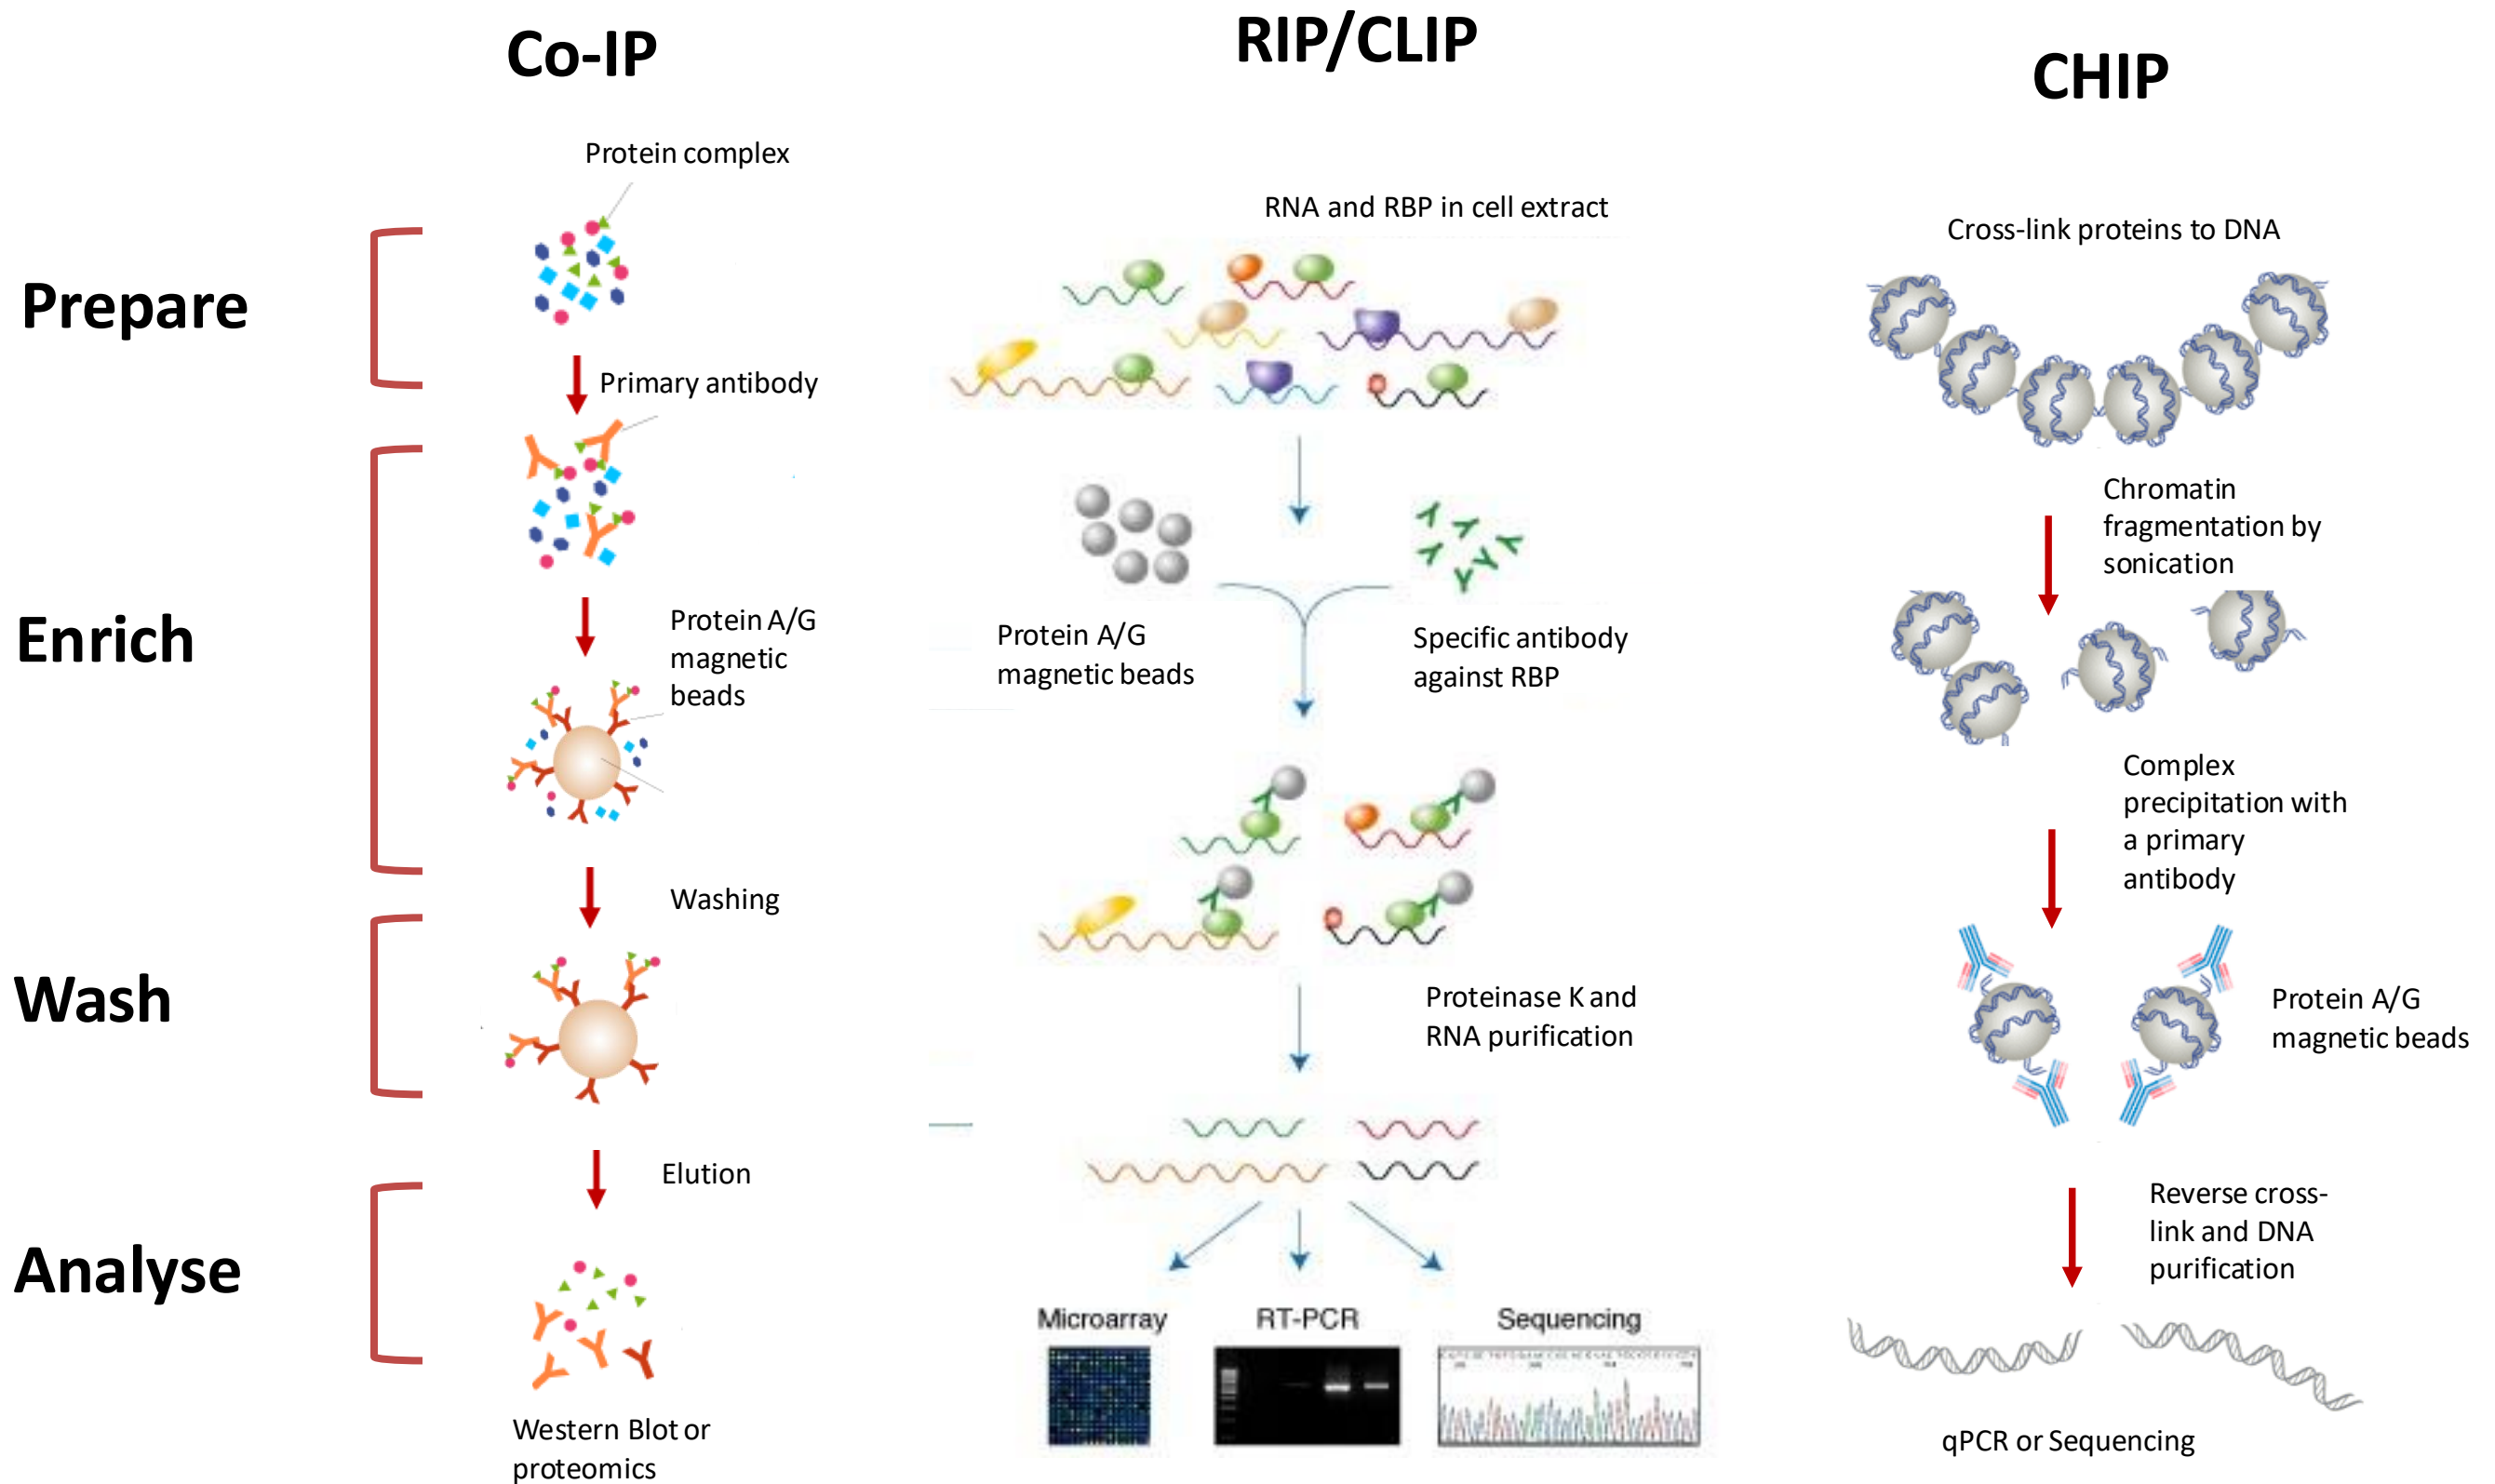 Co-IP
RIP/CLIP
CHIP
Prepare
Enrich
Wash
Analyse
Protein complex
Primary antibody
Protein A/G
magnetic
beads
Washing
Elution
Western Blot or
proteomics
RNA and RBP in cell extract
Protein A/G
magnetic beads
Specific antibody
against RBP
Proteinase K and
RNA purification
Microarray
RT-PCR
Sequencing
Cross-link proteins to DNA
Chromatin
fragmentation by
sonication
Complex
precipitation with
a primary
antibody
Protein A/G
magnetic beads
Reverse cross-
link and DNA
purification
qPCR or Sequencing